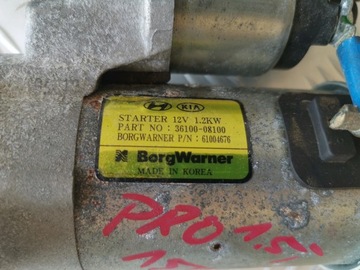 KIA
STARTER 12V 1.2KW
PART NO : 36100-08100
BORGWARNER P/N : 61004676
BorgWarner
MADE IN KOREA
PRO 1.5i